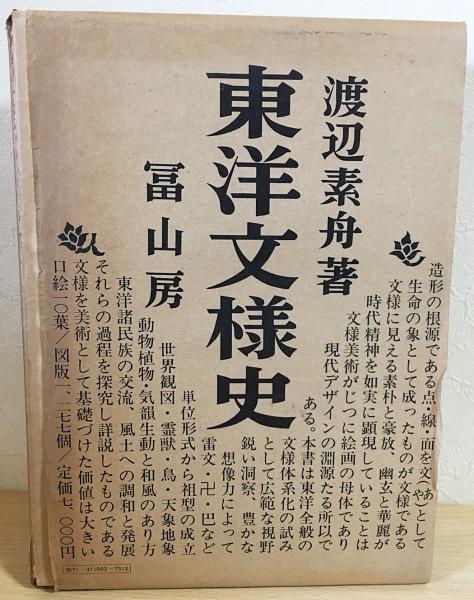 渡辺素舟著
東洋文様史
冨山房
造形の根源である点・線・面を文(あや)として
生命の象として成ったものが文様である
文様に見える素朴と豪放、幽玄と華麗が
時代精神を如実に顕現していることは
文様美術がじつに絵画の母体であり
現代デザインの淵源たる所以で
ある。本書は東洋全般の
文様体系化の試み
として広範な視野
鋭い洞察、豊かな
想像力によって
単位形式から祖型の成立
雷文・卍・巴など
世界観図・霊獣・鳥・天象地象
動物植物・気韻生動と和風のあり方
東洋諸民族の交流、風土への調和と発展
それらの過程を探究し詳説したものである
文様を美術として基礎づけた価値は大きい
口絵一〇葉/図版一、二七七個/定価七、〇〇〇円
3071-371002-7313